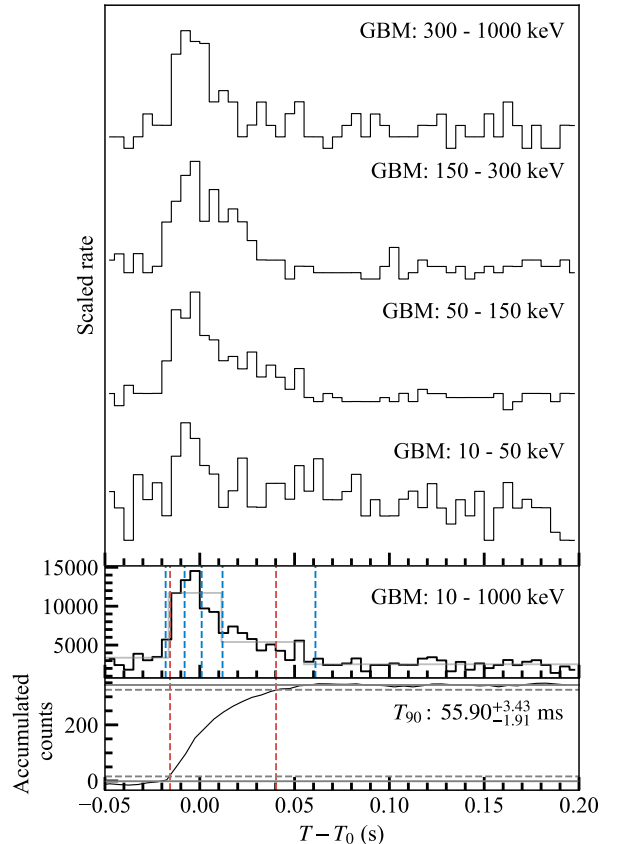 GBM: 300 - 1000 keV
GBM: 150 - 300 keV
Scaled rate
GBM: 50 - 150 keV
GBM: 10 - 50 keV
15000
10000
5000
GBM: 10 - 1000 keV
Accumulated
counts
200
0
T₉₀ : 55.90⁺³·⁴³₋₁.₉₁ ms
−0.05 0.00 0.05 0.10 0.15 0.20
T − T₀ (s)